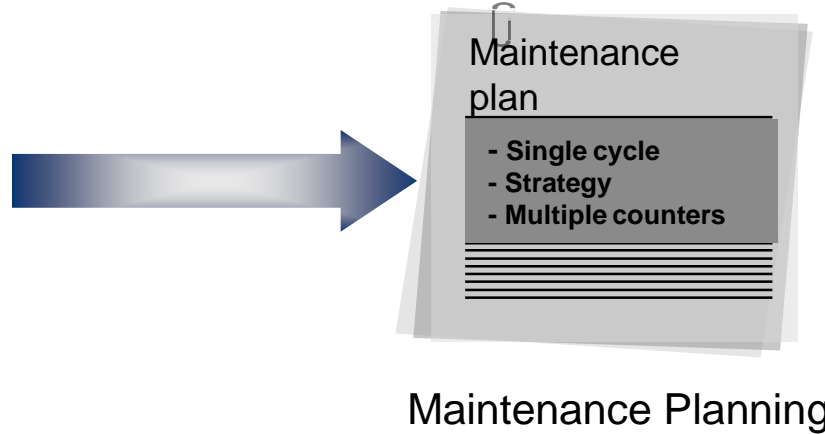 Maintenance
plan
- Single cycle
- Strategy
- Multiple counters
Maintenance Planning